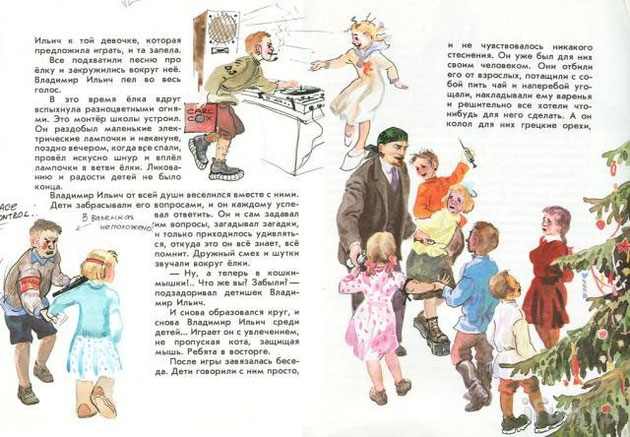 Ильич к той девочке, которая
предложила играть, и та запела.
Все подхватили песню про
ёлку и закружились вокруг неё.
Владимир Ильич пел во весь
голос.
В это время ёлка вдруг
вспыхнула разноцветными огня-
ми. Это монтёр школы устроил.
Он раздобыл маленькие элек-
трические лампочки и накануне,
поздно вечером, когда все спали,
провёл искусно шнур и вплёл
лампочки в ветви ёлки. Ликова-
нию и радости детей не было
конца.
Владимир Ильич от всей души веселился вместе с ними.
Дети забрасывали его вопросами, и он каждому успе-
вал ответить. Он и сам задавал
им вопросы, загадывал загадки,
и только приходилось удивлять-
ся, откуда это он всё знает, всё
помнит. Дружный смех и шутки
звучали вокруг ёлки.
— Ну, а теперь в кошки-
мышки!.. Что же вы? Забыли?—
подзадоривал детишек Влади-
мир Ильич.
И снова образовался круг, и
снова Владимир Ильич среди
детей... Играет он с увлечением,
не пропуская кота, защищая
мышь. Ребята в восторге.
После игры завязалась бесе-
да. Дети говорили с ним просто,
CARL
COX
CONTROL...
В валенках
не положено!
и не чувствовалось никакого
стеснения. Он уже был для них
своим человеком. Они отбили
его от взрослых, потащили с со-
бой пить чай и наперебой уго-
щали, накладывали ему варенья
и решительно все хотели что-
нибудь для него сделать. А он
колол для них грецкие орехи,